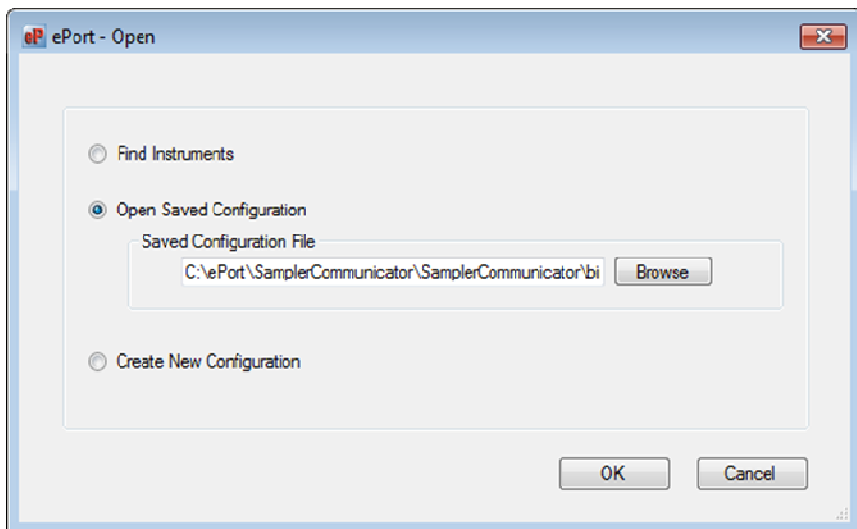 eP ePort - Open
Find Instruments
Open Saved Configuration
Saved Configuration File
C:\ePort\SamplerCommunicator\SamplerCommunicator\bi Browse
Create New Configuration
OK Cancel